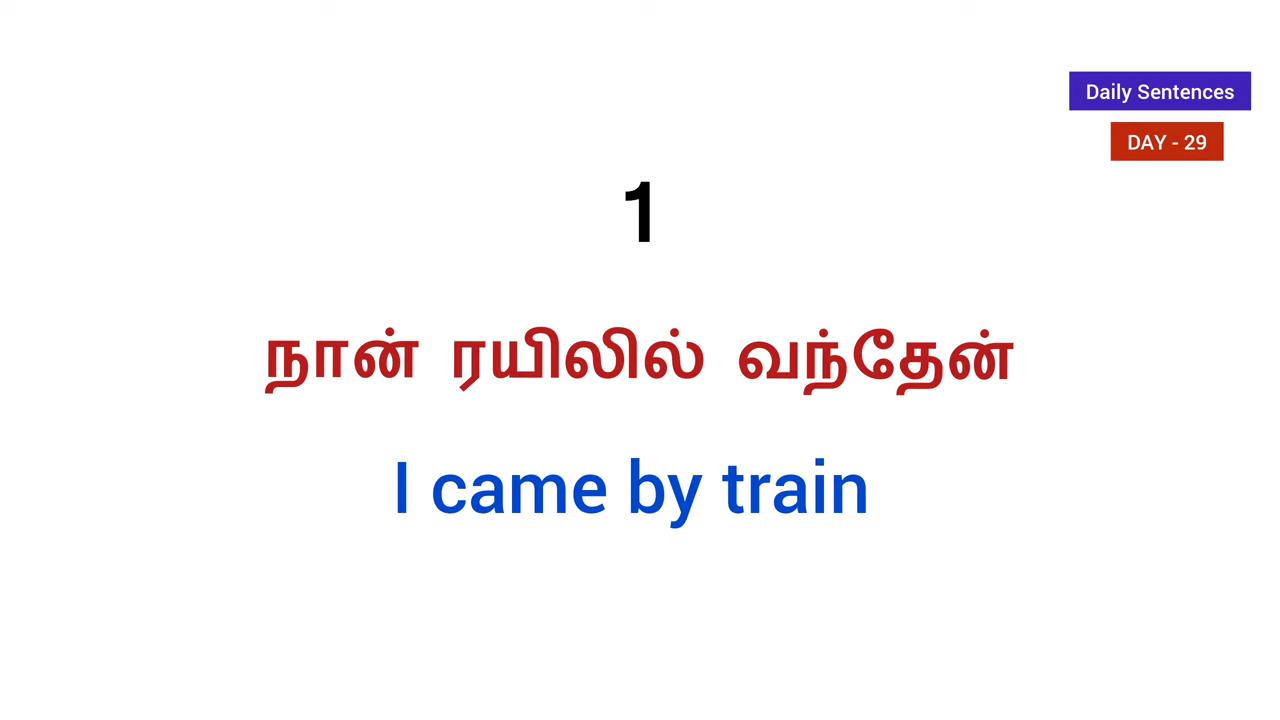 Daily Sentences
DAY - 29
1
நான் ரயிலில் வந்தேன்
I came by train